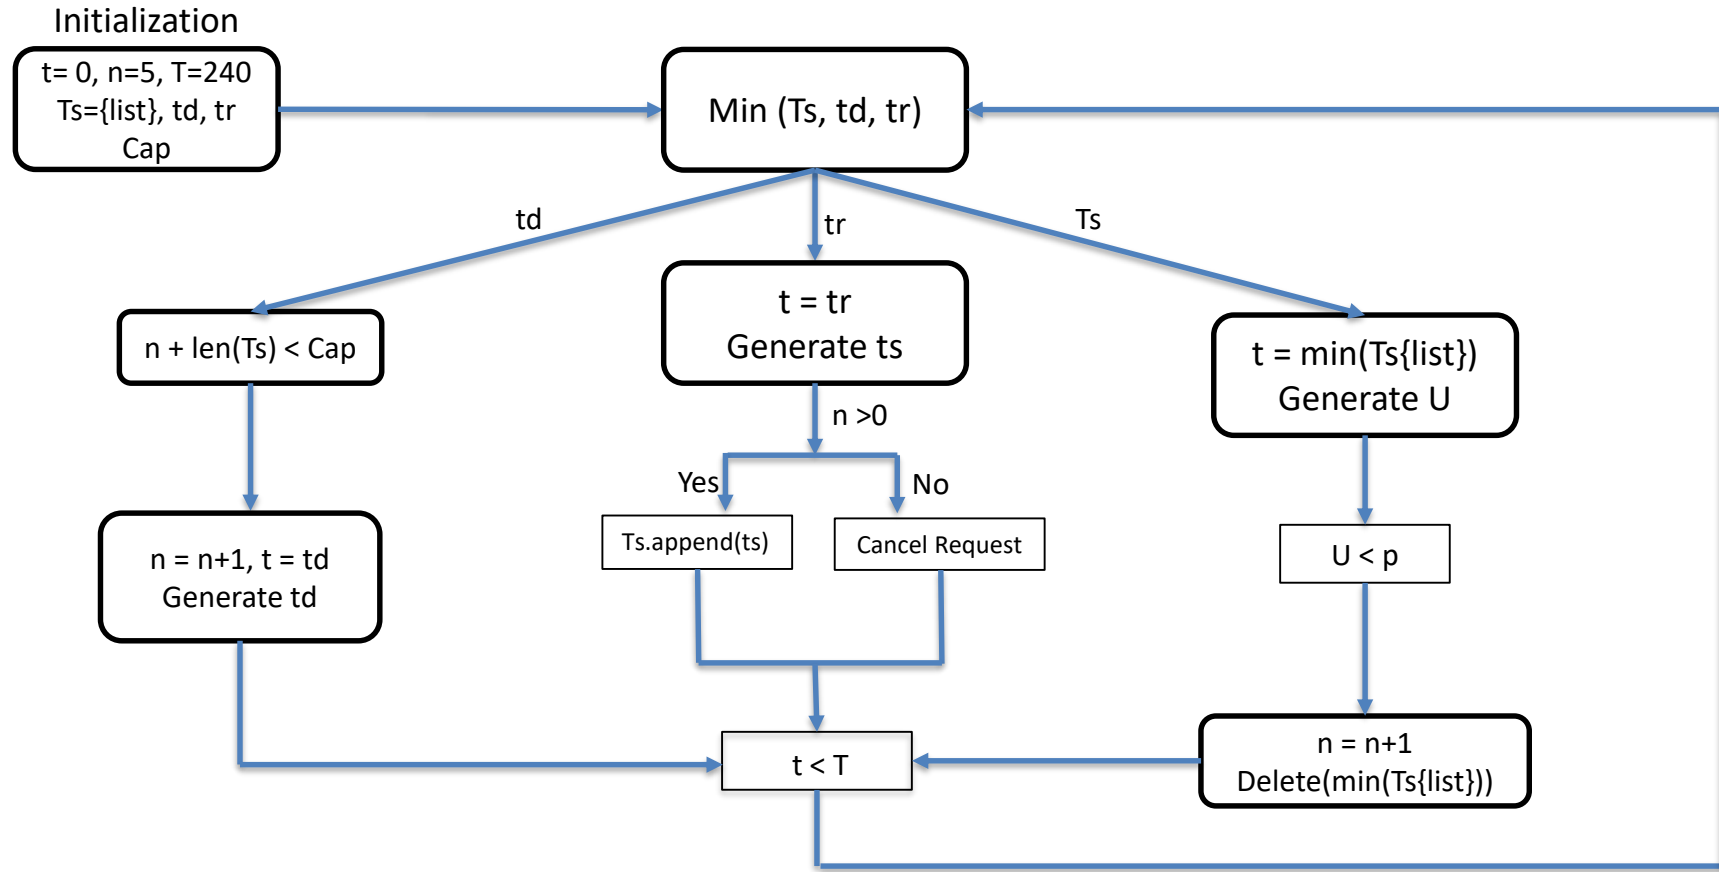 Initialization
t= 0, n=5, T=240
Ts={list}, td, tr
Cap
Min (Ts, td, tr)
td
tr
Ts
n + len(Ts) < Cap
t = tr
Generate ts
t = min(Ts{list})
Generate U
n >0
Yes
No
Ts.append(ts)
Cancel Request
n = n+1, t = td
Generate td
U < p
t < T
n = n+1
Delete(min(Ts{list}))